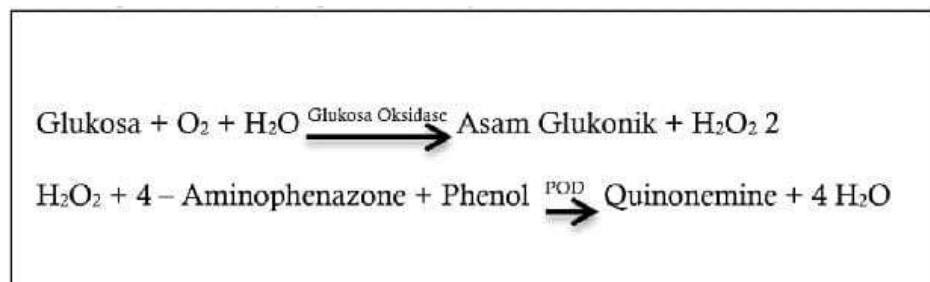 Glukosa + O₂ + H₂O Glukosa Oksidase Asam Glukonik + H₂O₂ 2
H₂O₂ + 4 – Aminophenazone + Phenol POD Quinonemine + 4 H₂O